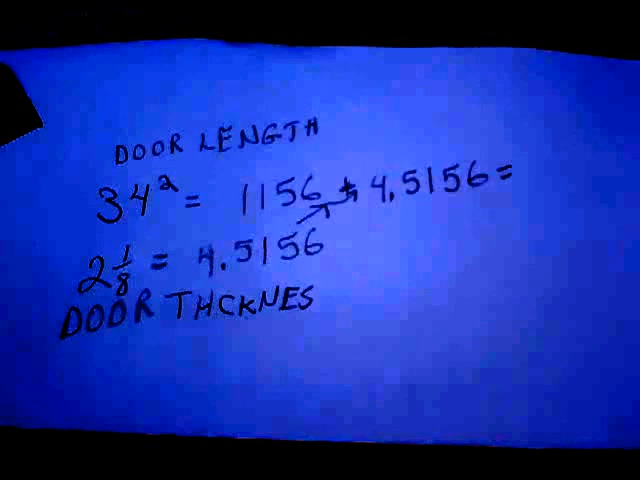 DOOR LENGTH
34² = 1156 + 4.5156 =
2 1/8 = 4.5156
DOOR THCKNES